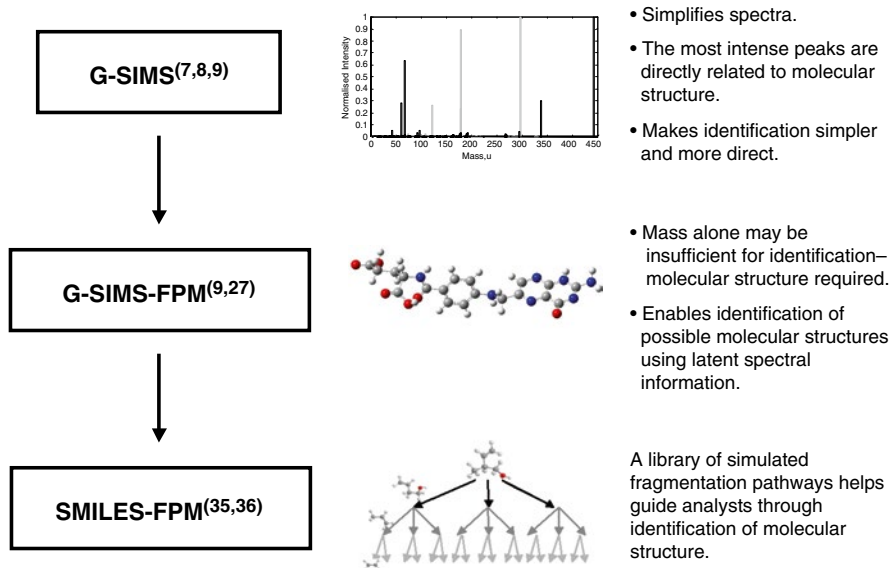 G-SIMS(7,8,9)
Normalised Intensity
1
0.9
0.8
0.7
0.6
0.5
0.4
0.3
0.2
0.1
0
0 50 100 150 200 250 300 350 400 450
Mass,u
• Simplifies spectra.
• The most intense peaks are
directly related to molecular
structure.
• Makes identification simpler
and more direct.
G-SIMS-FPM(9,27)
• Mass alone may be
insufficient for identification–
molecular structure required.
• Enables identification of
possible molecular structures
using latent spectral
information.
SMILES-FPM(35,36)
A library of simulated
fragmentation pathways helps
guide analysts through
identification of molecular
structure.